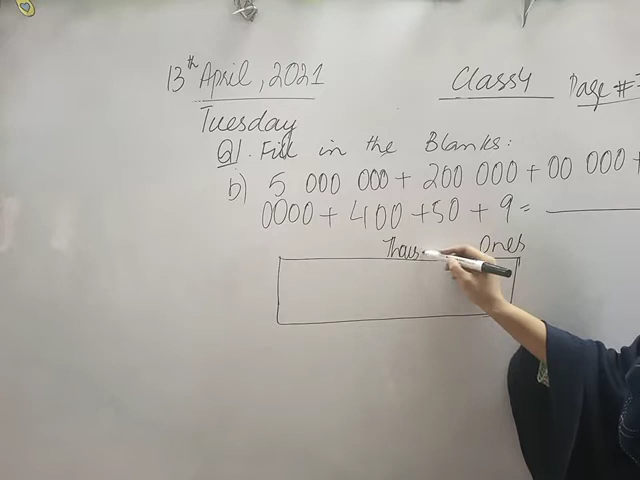 13th April, 2021
Class4
Page #
Tuesday
Q1. Fill in the Blanks:
b) 5 000 000 + 200 000 + 00 000 +
0000 + 400 + 50 + 9 = ________
Thous Ones